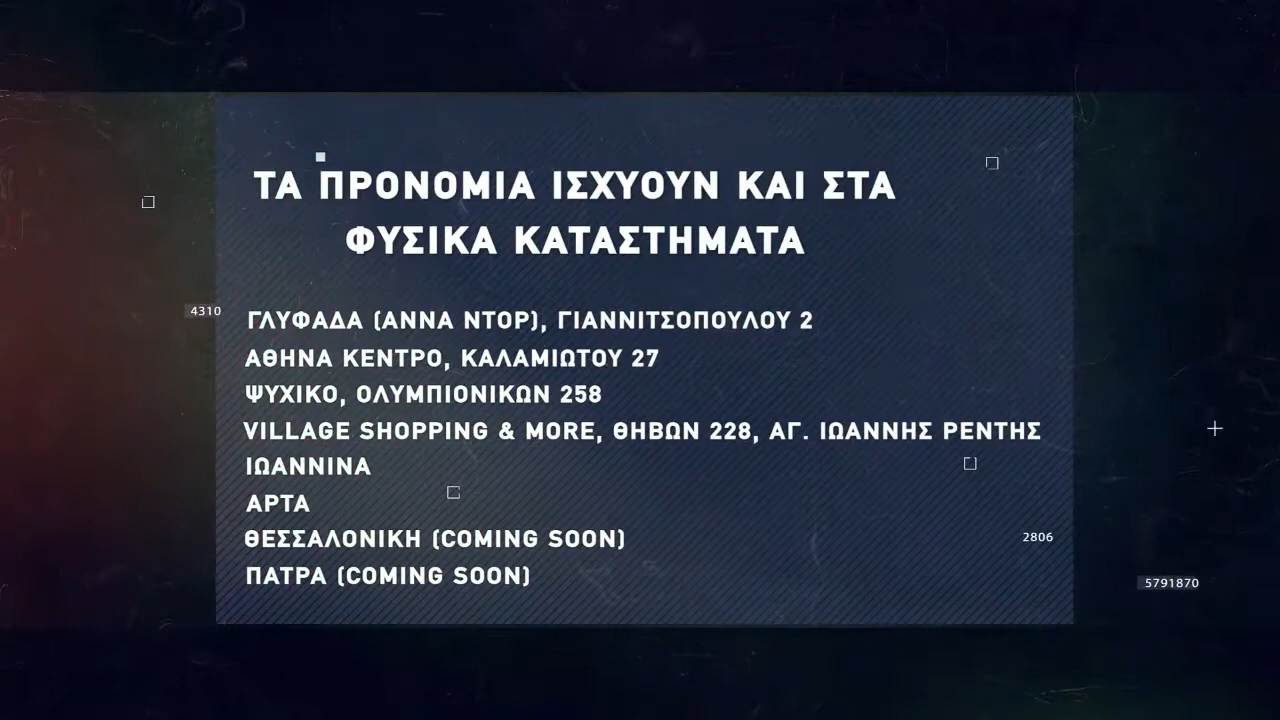 ΤΑ ΠΡΟΝΟΜΙΑ ΙΣΧΥΟΥΝ ΚΑΙ ΣΤΑ
ΦΥΣΙΚΑ ΚΑΤΑΣΤΗΜΑΤΑ
4310
ΓΛΥΦΑΔΑ (ΑΝΝΑ ΝΤΟΡ), ΓΙΑΝΝΙΤΣΟΠΟΥΛΟΥ 2
ΑΘΗΝΑ ΚΕΝΤΡΟ, ΚΑΛΑΜΙΩΤΟΥ 27
ΨΥΧΙΚΟ, ΟΛΥΜΠΙΟΝΙΚΩΝ 258
VILLAGE SHOPPING & MORE, ΘΗΒΩΝ 228, ΑΓ. ΙΩΑΝΝΗΣ ΡΕΝΤΗΣ
ΙΩΑΝΝΙΝΑ
ΑΡΤΑ
ΘΕΣΣΑΛΟΝΙΚΗ (COMING SOON)
2806
ΠΑΤΡΑ (COMING SOON)
5791870